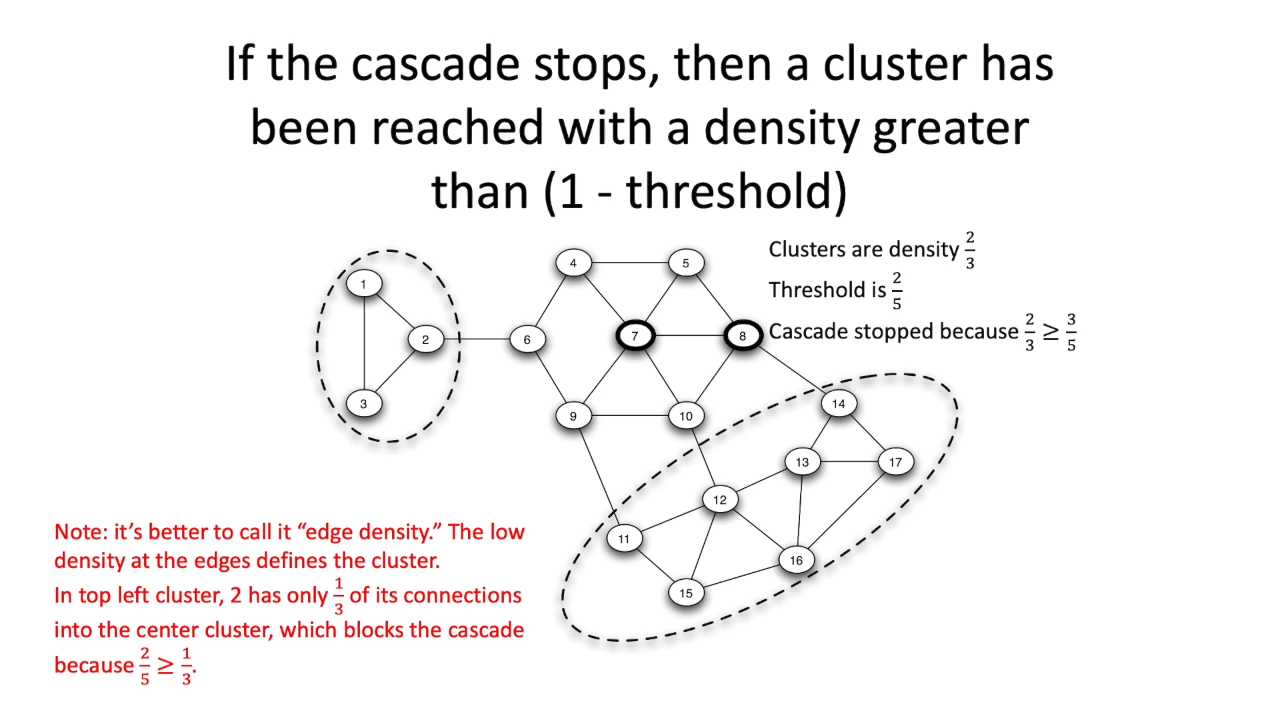 If the cascade stops, then a cluster has
been reached with a density greater
than (1 - threshold)
Clusters are density 2/3
Threshold is 2/5
Cascade stopped because 2/3 ≥ 3/5
1
2
3
4
5
6
7
8
9
10
11
12
13
14
15
16
17
Note: it's better to call it “edge density.” The low
density at the edges defines the cluster.
In top left cluster, 2 has only 1/3 of its connections
into the center cluster, which blocks the cascade
because 2/5 ≥ 1/3.